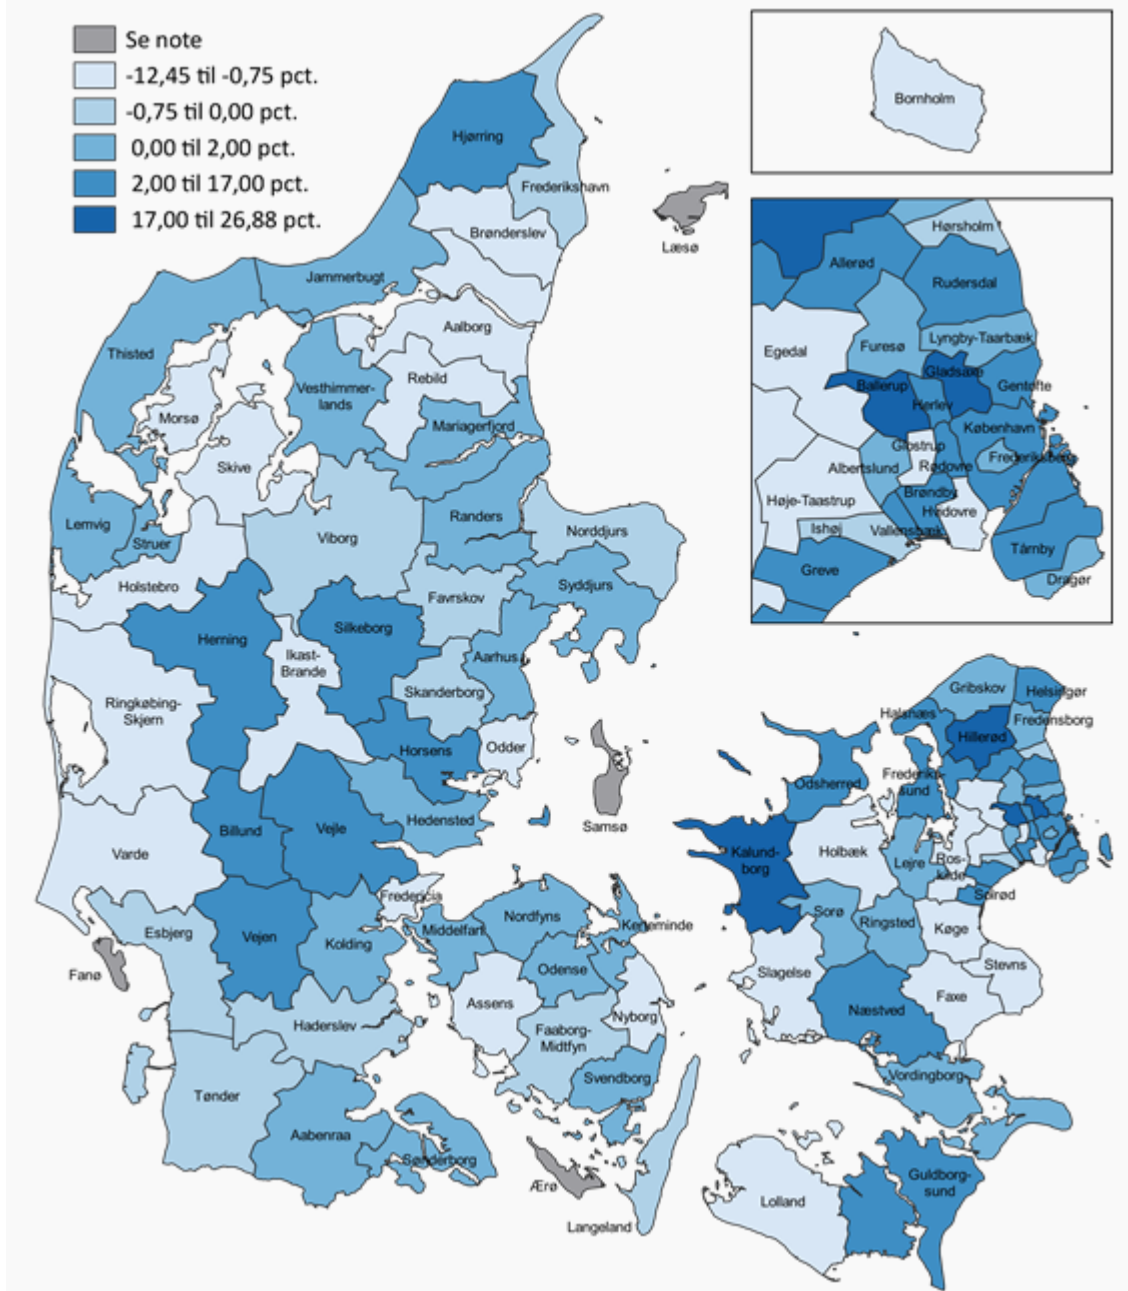 Se note
-12,45 til -0,75 pct.
-0,75 til 0,00 pct.
0,00 til 2,00 pct.
2,00 til 17,00 pct.
17,00 til 26,88 pct.
Hjørring
Frederikshavn
Brønderslev
Læsø
Jammerbugt
Aalborg
Thisted
Rebild
Vesthimmer-
lands
Morsø
Mariagerfjord
Skive
Lemvig
Struer
Randers
Viborg
Norddjurs
Holstebro
Syddjurs
Favrskov
Herning
Silkeborg
Ikast-
Brande
Aarhus
Skanderborg
Ringkøbing-
Skjern
Horsens
Odder
Hedensted
Samsø
Billund
Vejle
Varde
Fredericia
Esbjerg
Vejen
Kolding
Middelfart
Nordfyns
Kerteminde
Fanø
Odense
Assens
Nyborg
Haderslev
Faaborg-
Midtfyn
Svendborg
Tønder
Aabenraa
Sønderborg
Ærø
Langeland
Bornholm
Hørsholm
Allerød
Rudersdal
Egedal
Furesø
Lyngby-Taarbæk
Gladsaxe
Ballerup
Gentofte
Herlev
København
Glostrup
Frederiksberg
Albertslund
Rødovre
Brøndby
Høje-Taastrup
Hvidovre
Ishøj
Vallensbæk
Greve
Tårnby
Dragør
Gribskov
Helsingør
Halsnæs
Fredensborg
Hillerød
Odsherred
Frederiks-
sund
Kalund-
borg
Holbæk
Lejre
Ros-
kilde
Solrød
Sorø
Ringsted
Køge
Slagelse
Stevns
Faxe
Næstved
Vordingborg
Guldborg-
sund
Lolland